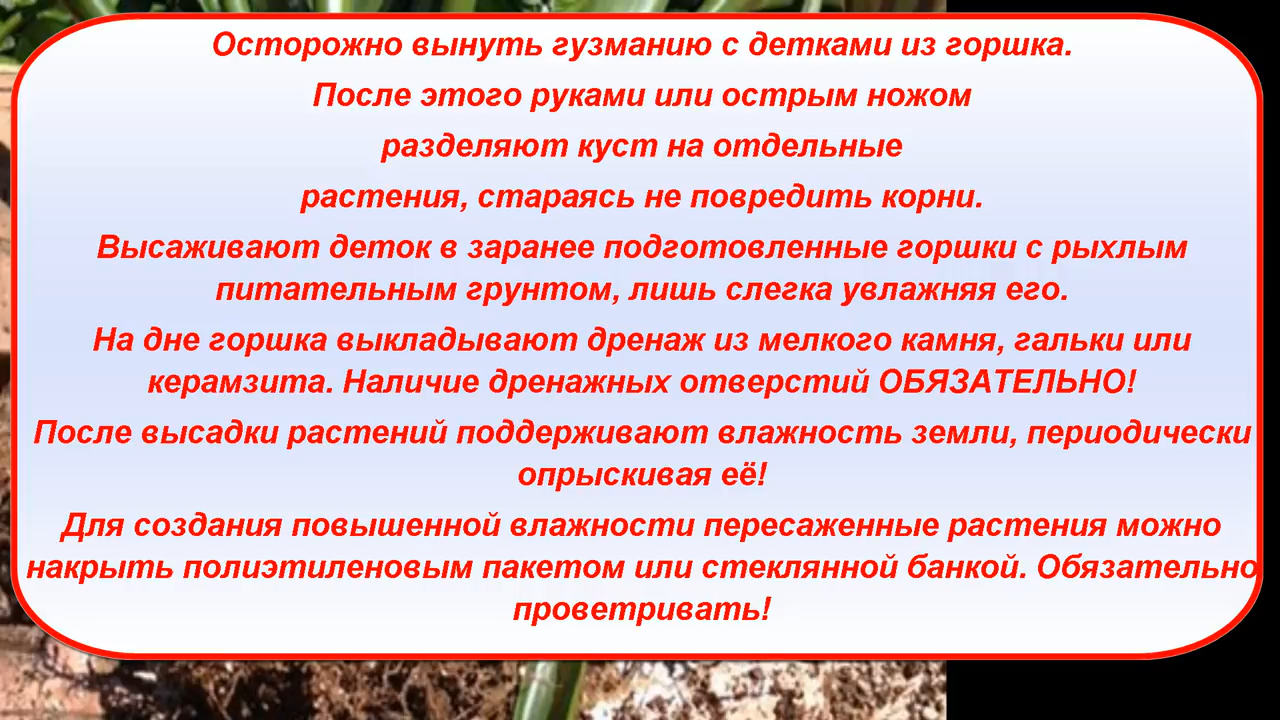 Осторожно вынуть гузманию с детками из горшка.
После этого руками или острым ножом
разделяют куст на отдельные
растения, стараясь не повредить корни.
Высаживают деток в заранее подготовленные горшки с рыхлым
питательным грунтом, лишь слегка увлажняя его.
На дне горшка выкладывают дренаж из мелкого камня, гальки или
керамзита. Наличие дренажных отверстий ОБЯЗАТЕЛЬНО!
После высадки растений поддерживают влажность земли, периодически
опрыскивая её!
Для создания повышенной влажности пересаженные растения можно
накрыть полиэтиленовым пакетом или стеклянной банкой. Обязательно
проветривать!